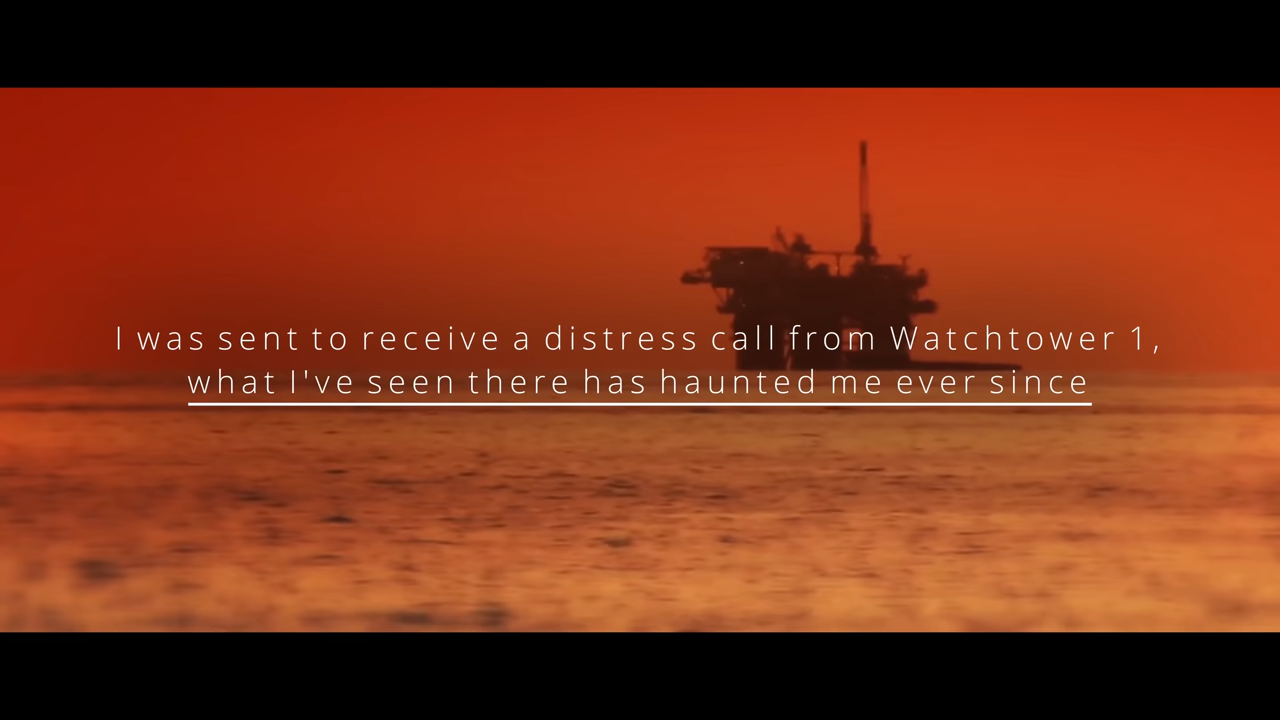 I was sent to receive a distress call from Watchtower 1,
what I've seen there has haunted me ever since